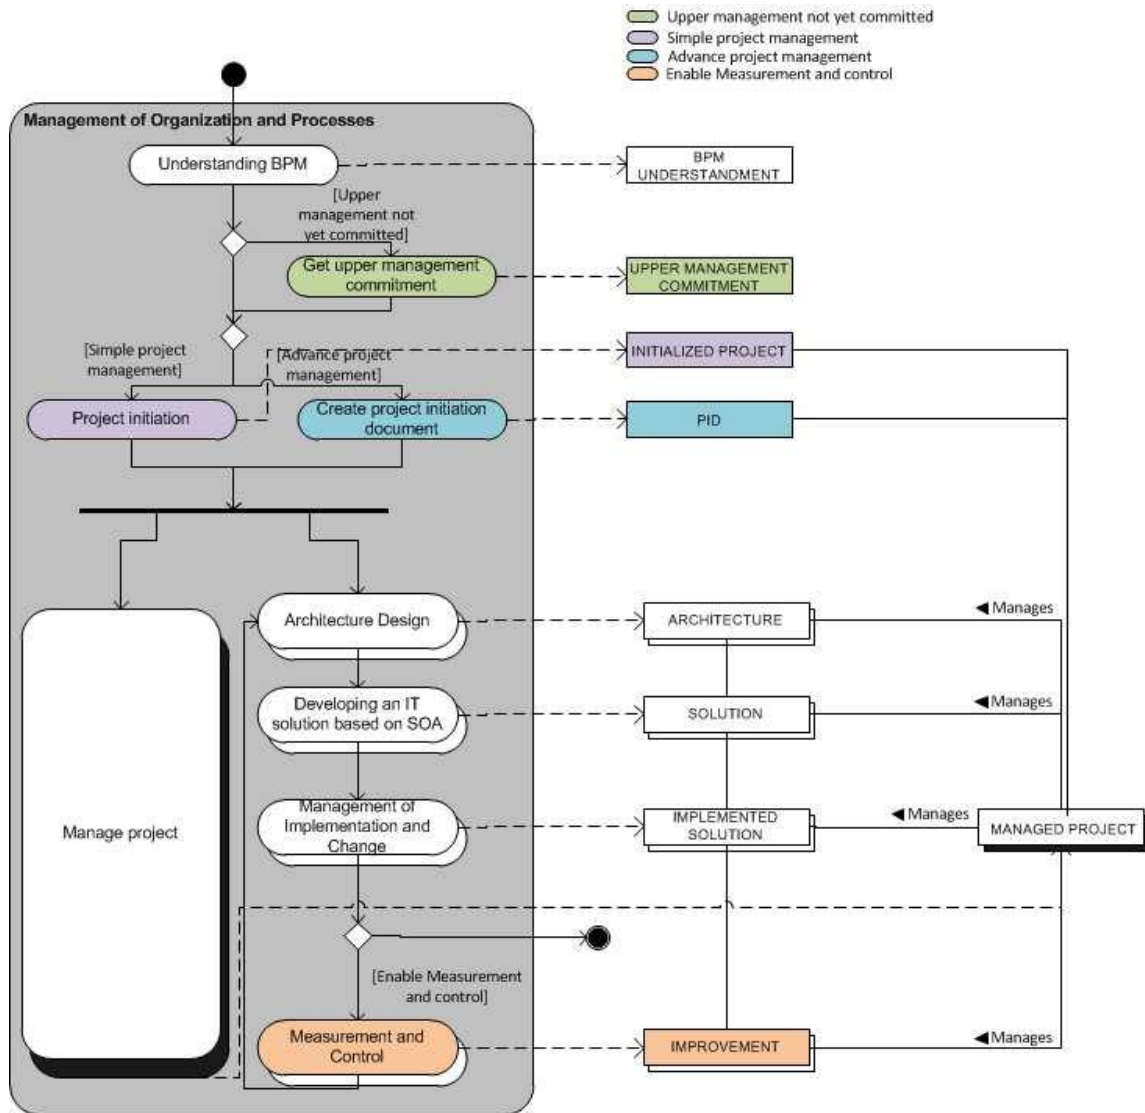 Upper management not yet committed
Simple project management
Advance project management
Enable Measurement and control
Management of Organization and Processes
Understanding BPM
BPM
UNDERSTANDMENT
[Upper
management not
yet committed]
Get upper management
commitment
UPPER MANAGEMENT
COMMITMENT
[Simple project
management]
[Advance project
management]
INITIALIZED PROJECT
Project initiation
Create project initiation
document
PID
Architecture Design
ARCHITECTURE
Manages
Developing an IT
solution based on SOA
SOLUTION
Manages
Manage project
Management of
Implementation and
Change
IMPLEMENTED
SOLUTION
Manages
MANAGED PROJECT
[Enable Measurement
and control]
Measurement and
Control
IMPROVEMENT
Manages